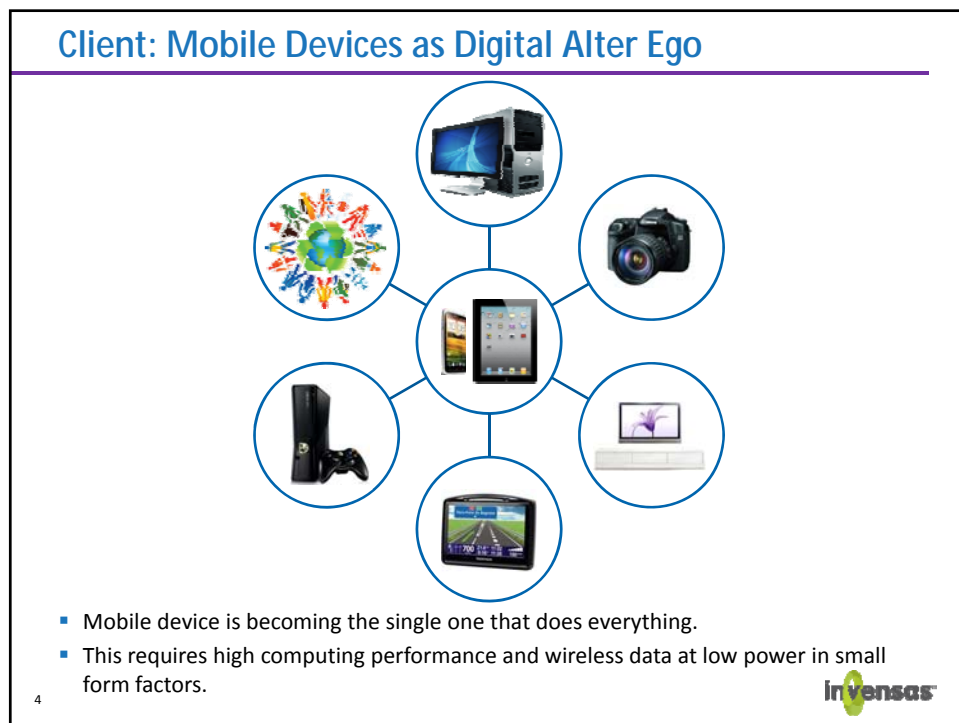 Client: Mobile Devices as Digital Alter Ego
700
Mobile device is becoming the single one that does everything.
This requires high computing performance and wireless data at low power in small
form factors.
4
invensas